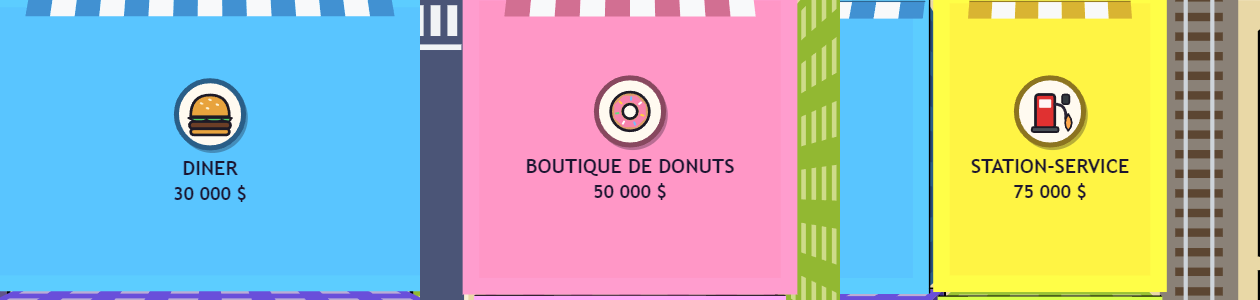 DINER
30 000 $
BOUTIQUE DE DONUTS
50 000 $
STATION-SERVICE
75 000 $